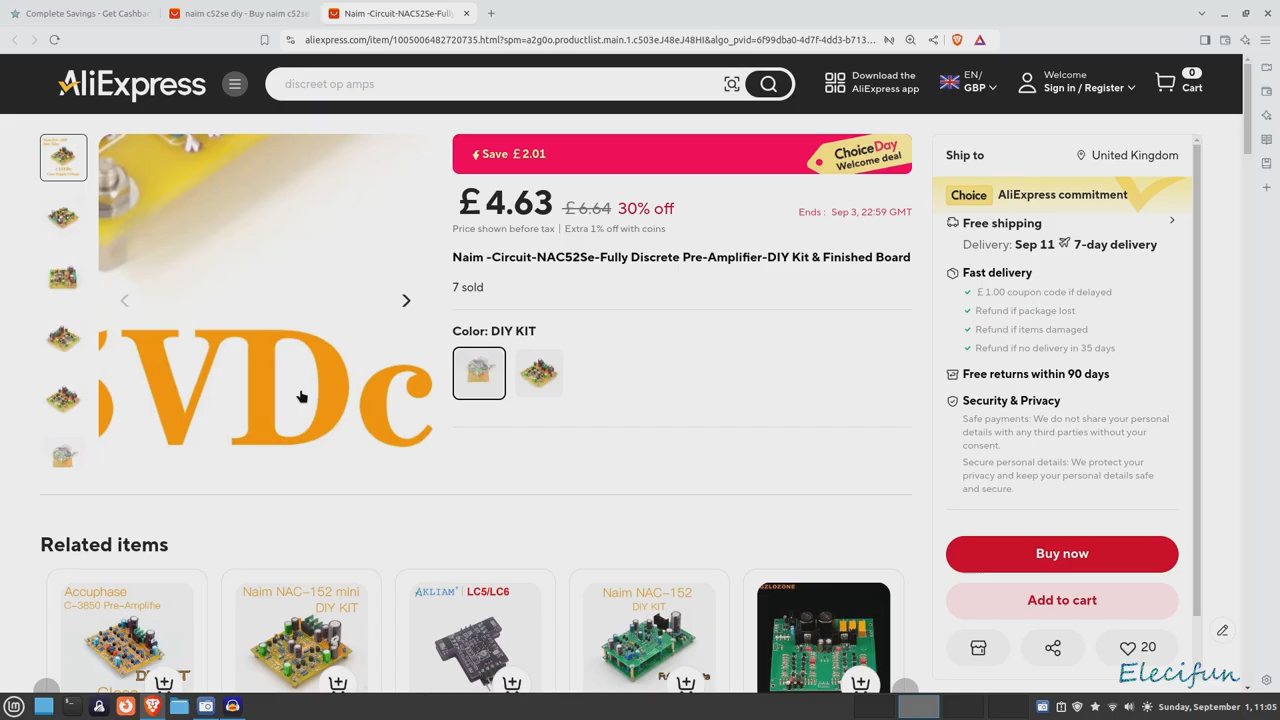 Complete Savings - Get Cashba
naim c52se diy - Buy naim c52se
Naim -Circuit-NAC52Se-Fully
aliexpress.com/item/1005006482720735.html?spm=a2g0o.productlist.main.1.c503eJ48eJ48HI&algo_pvid=6f99dba0-4d7f-4dd3-b713...
AliExpress
discreet op amps
Download the
AliExpress app
EN/
GBP
Welcome
Sign in / Register
0
Cart
Save £2.01
ChoiceDay
Welcome deal
£4.63 £6.64 30% off
Ends : Sep 3, 22:59 GMT
Price shown before tax | Extra 1% off with coins
Naim -Circuit-NAC52Se-Fully Discrete Pre-Amplifier-DIY Kit & Finished Board
7 sold
Color: DIY KIT
VDc
Ship to
United Kingdom
Choice AliExpress commitment
Free shipping
Delivery: Sep 11 7-day delivery
Fast delivery
£1.00 coupon code if delayed
Refund if package lost
Refund if items damaged
Refund if no delivery in 35 days
Free returns within 90 days
Security & Privacy
Safe payments: We do not share your personal
details with any third parties without your
consent.
Secure personal details: We protect your
privacy and keep your personal details safe
and secure.
Buy now
Add to cart
20
Related items
Accuphase
C-3850 Pre-Amplifie
Naim NAC-152 mini
DIY KIT
AKLIAM LC5/LC6
Naim NAC-152
DIY KIT
ZLOZONE
Elecifun
Sunday, September 1, 11:05